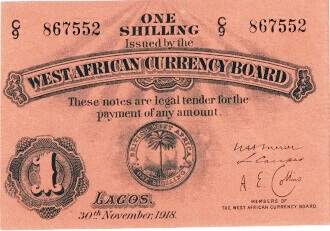 C/9 867552 ONE C/9 867552
SHILLING
Issued by the
WEST AFRICAN CURRENCY BOARD
These notes are legal tender for the
payment of any amount.
1
LAGOS.
30th November, 1918.
A. E.
MEMBERS OF
THE WEST AFRICAN CURRENCY BOARD.